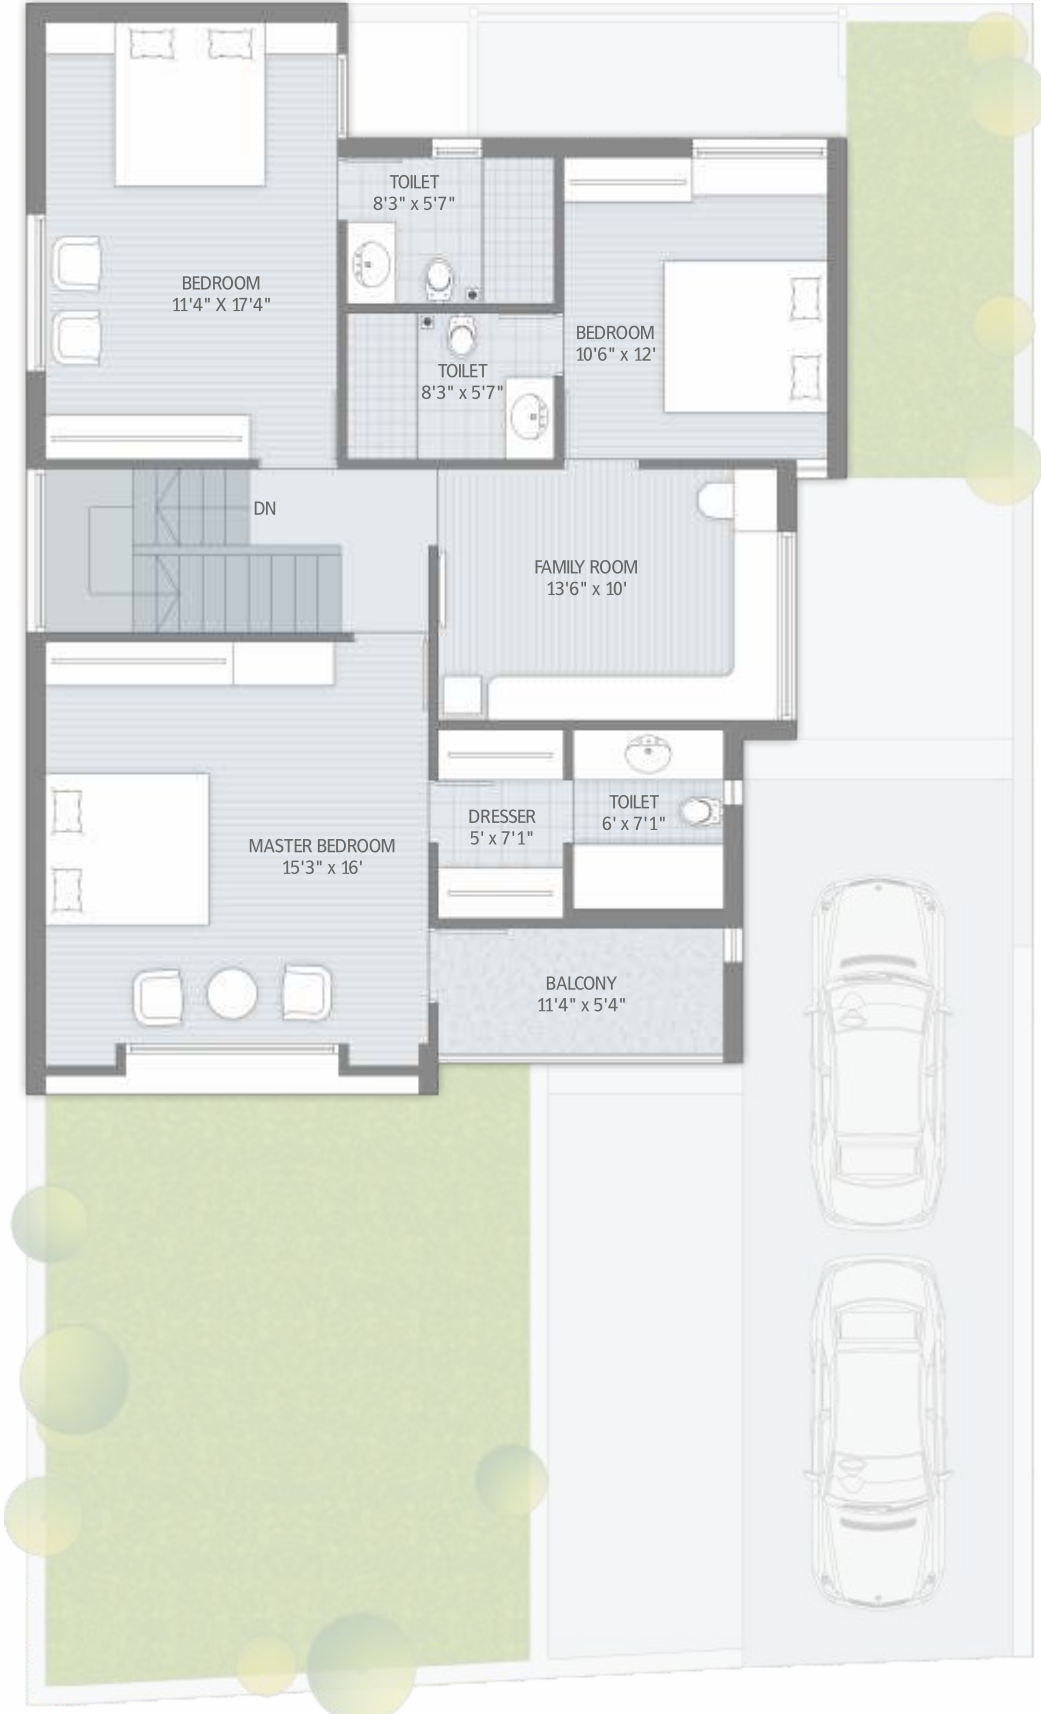 TOILET
8'3" x 5'7"
BEDROOM
11'4" X 17'4"
BEDROOM
10'6" x 12'
TOILET
8'3" x 5'7"
DN
FAMILY ROOM
13'6" x 10'
DRESSER
5' x 7'1"
TOILET
6' x 7'1"
MASTER BEDROOM
15'3" x 16'
BALCONY
11'4" x 5'4"